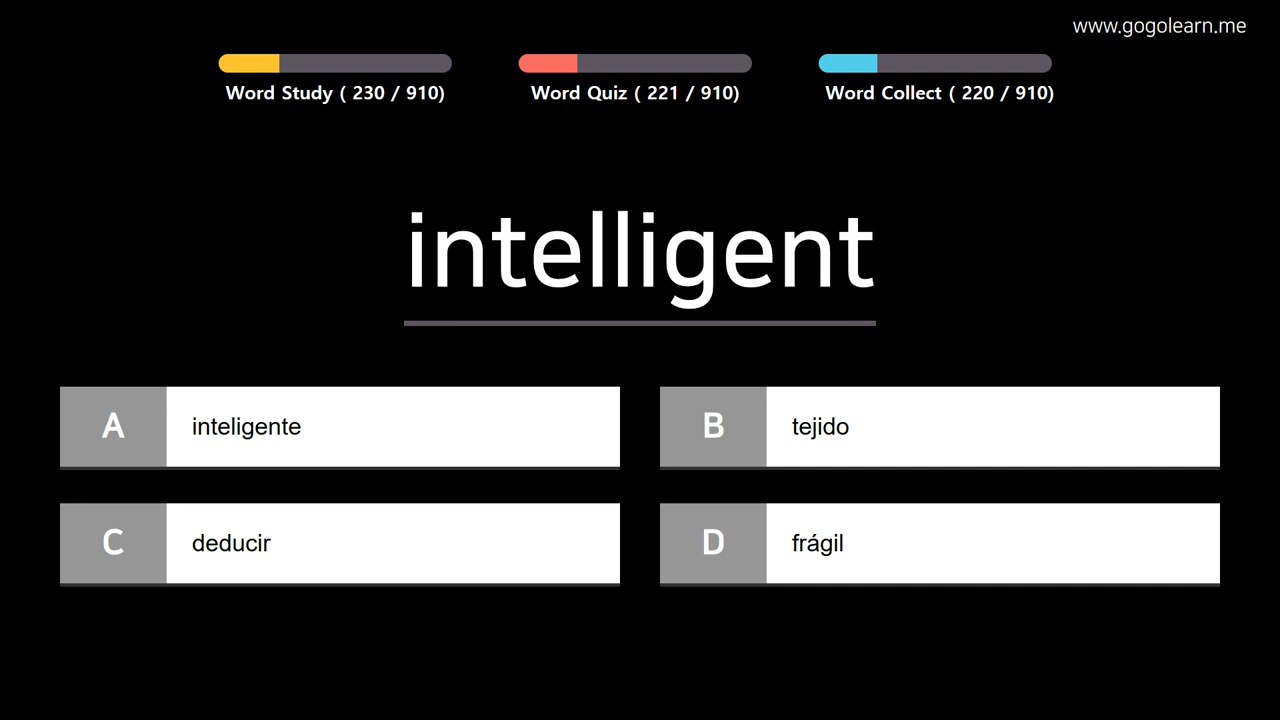 www.gogolearn.me
Word Study ( 230 / 910)
Word Quiz ( 221 / 910)
Word Collect ( 220 / 910)
intelligent
A inteligente
B tejido
C deducir
D frágil